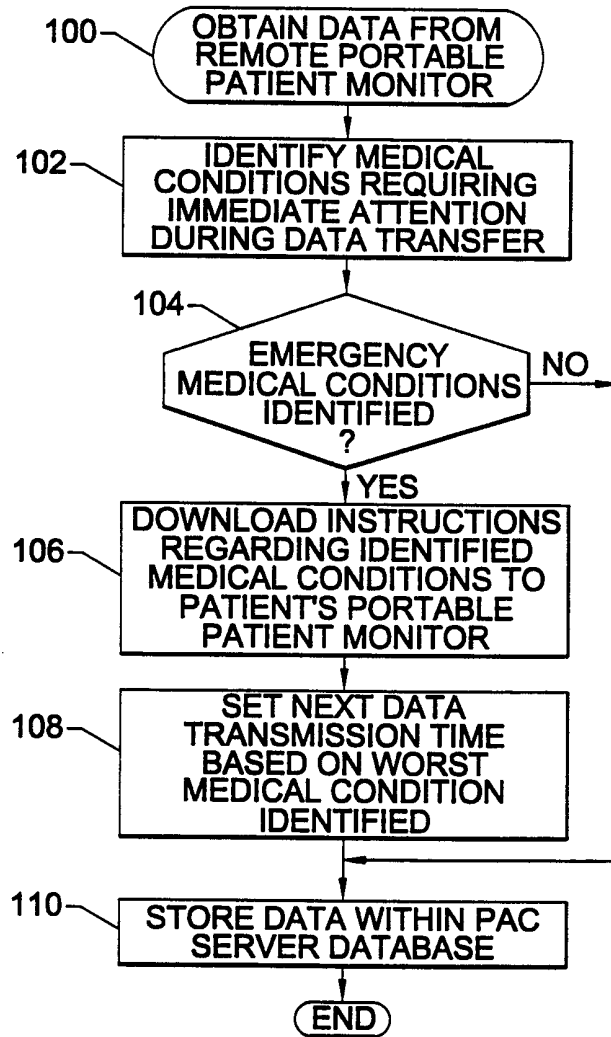 100
OBTAIN DATA FROM
REMOTE PORTABLE
PATIENT MONITOR
102
IDENTIFY MEDICAL
CONDITIONS REQUIRING
IMMEDIATE ATTENTION
DURING DATA TRANSFER
104
EMERGENCY
MEDICAL CONDITIONS
IDENTIFIED
?
NO
YES
106
DOWNLOAD INSTRUCTIONS
REGARDING IDENTIFIED
MEDICAL CONDITIONS TO
PATIENT'S PORTABLE
PATIENT MONITOR
108
SET NEXT DATA
TRANSMISSION TIME
BASED ON WORST
MEDICAL CONDITION
IDENTIFIED
110
STORE DATA WITHIN PAC
SERVER DATABASE
END